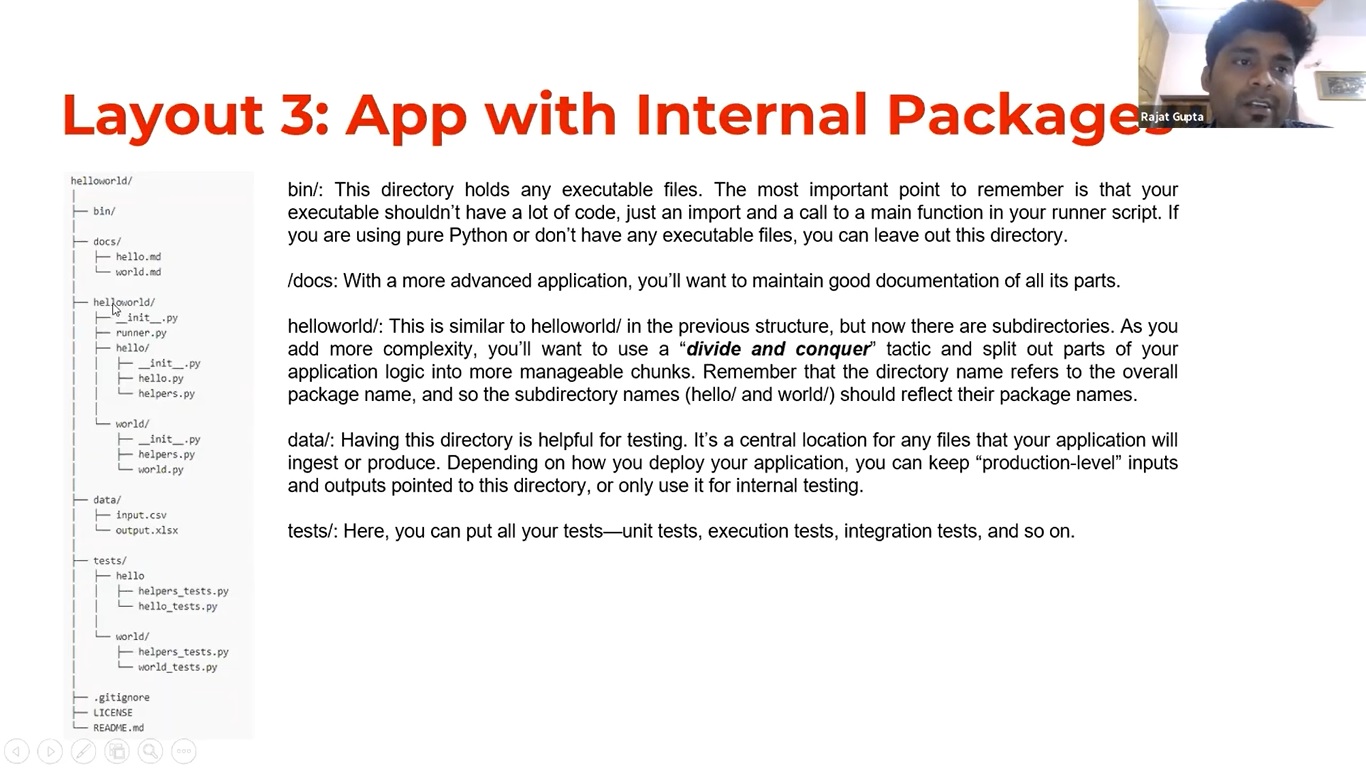 Layout 3: App with Internal Packages
Rajat Gupta
helloworld/
│
├── bin/
│
├── docs/
│   ├── hello.md
│   └── world.md
│
├── helloworld/
│   ├── __init__.py
│   ├── runner.py
│   ├── hello/
│   │   ├── __init__.py
│   │   ├── hello.py
│   │   └── helpers.py
│   │
│   └── world/
│       ├── __init__.py
│       ├── helpers.py
│       └── world.py
│
├── data/
│   ├── input.csv
│   └── output.xlsx
│
├── tests/
│   ├── hello
│   │   ├── helpers_tests.py
│   │   └── hello_tests.py
│   │
│   └── world/
│       ├── helpers_tests.py
│       └── world_tests.py
│
├── .gitignore
├── LICENSE
└── README.md
bin/: This directory holds any executable files. The most important point to remember is that your
executable shouldn’t have a lot of code, just an import and a call to a main function in your runner script. If
you are using pure Python or don’t have any executable files, you can leave out this directory.
/docs: With a more advanced application, you’ll want to maintain good documentation of all its parts.
helloworld/: This is similar to helloworld/ in the previous structure, but now there are subdirectories. As you
add more complexity, you’ll want to use a “divide and conquer” tactic and split out parts of your
application logic into more manageable chunks. Remember that the directory name refers to the overall
package name, and so the subdirectory names (hello/ and world/) should reflect their package names.
data/: Having this directory is helpful for testing. It’s a central location for any files that your application will
ingest or produce. Depending on how you deploy your application, you can keep “production-level” inputs
and outputs pointed to this directory, or only use it for internal testing.
tests/: Here, you can put all your tests—unit tests, execution tests, integration tests, and so on.